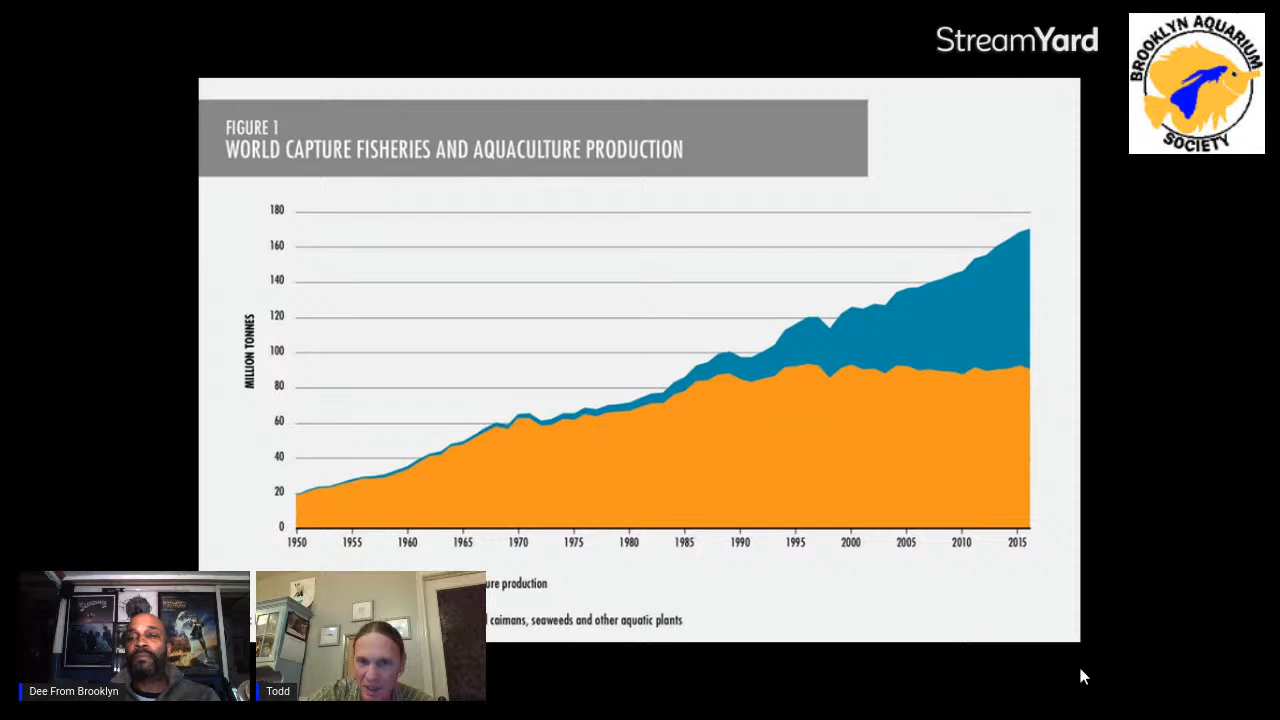 StreamYard
BROOKLYN AQUARIUM
SOCIETY
FIGURE 1
WORLD CAPTURE FISHERIES AND AQUACULTURE PRODUCTION
180
160
140
120
100
80
60
40
20
0
MILLION TONNES
1950 1955 1960 1965 1970 1975 1980 1985 1990 1995 2000 2005 2010 2015
production
caimans, seaweeds and other aquatic plants
Dee From Brooklyn
Todd